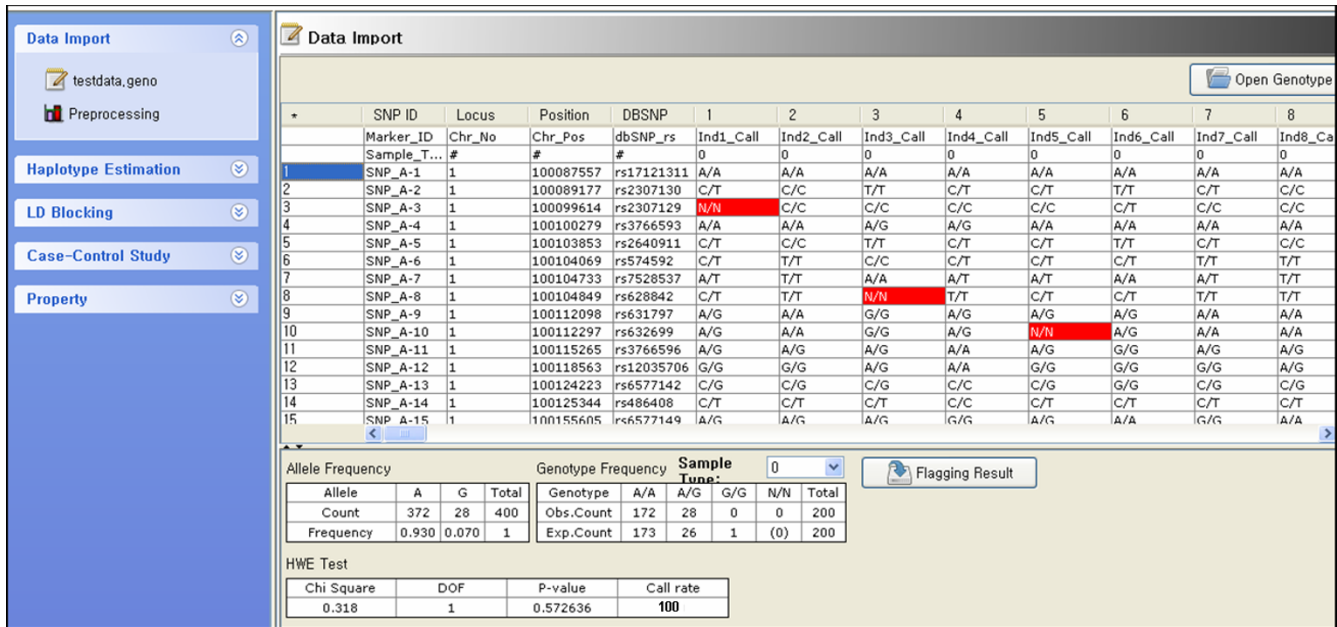 Data Import
testdata.geno
Preprocessing
Haplotype Estimation
LD Blocking
Case-Control Study
Property
Data Import
Open Genotype
* SNP ID Locus Position DBSNP 1 2 3 4 5 6 7 8
Marker_ID Chr_No Chr_Pos dbSNP_rs Ind1_Call Ind2_Call Ind3_Call Ind4_Call Ind5_Call Ind6_Call Ind7_Call Ind8_Ca
Sample_T... # # # 0 0 0 0 0 0 0 0
1 SNP_A-1 1 100087557 rs17121311 A/A A/A A/A A/A A/A A/A A/A A/A
2 SNP_A-2 1 100089177 rs2307130 C/T C/C T/T C/T C/T T/T C/T C/C
3 SNP_A-3 1 100099614 rs2307129 N/N C/C C/C C/C C/C C/T C/C C/C
4 SNP_A-4 1 100100279 rs3766593 A/A A/A A/G A/G A/A A/A A/A A/A
5 SNP_A-5 1 100103853 rs2640911 C/T C/C T/T C/T C/T T/T C/T C/C
6 SNP_A-6 1 100104069 rs574592 C/T T/T C/C C/T C/T C/T T/T T/T
7 SNP_A-7 1 100104733 rs7528537 A/T T/T A/A A/T A/T A/A A/T T/T
8 SNP_A-8 1 100104849 rs628842 C/T T/T N/N T/T C/T C/T T/T T/T
9 SNP_A-9 1 100112098 rs631797 A/G A/A G/G A/G A/G A/G A/A A/A
10 SNP_A-10 1 100112297 rs632699 A/G A/A G/G A/G N/N A/G A/A A/A
11 SNP_A-11 1 100115265 rs3766596 A/G A/G A/G A/A A/G G/G A/G A/G
12 SNP_A-12 1 100118563 rs12035706 G/G G/G A/G A/A G/G G/G G/G A/G
13 SNP_A-13 1 100124223 rs6577142 C/G C/G C/G C/C C/G G/G C/G C/G
14 SNP_A-14 1 100125344 rs486408 C/T C/T C/T C/C C/T C/T C/T C/T
15 SNP_A-15 1 100155605 rs6577149 A/G A/G A/G G/G A/G A/A G/G A/A
Allele Frequency
Allele A G Total
Count 372 28 400
Frequency 0.930 0.070 1
Genotype Frequency Sample Type: 0
Genotype A/A A/G G/G N/N Total
Obs.Count 172 28 0 0 200
Exp.Count 173 26 1 (0) 200
Flagging Result
HWE Test
Chi Square DOF P-value Call rate
0.318 1 0.572636 100